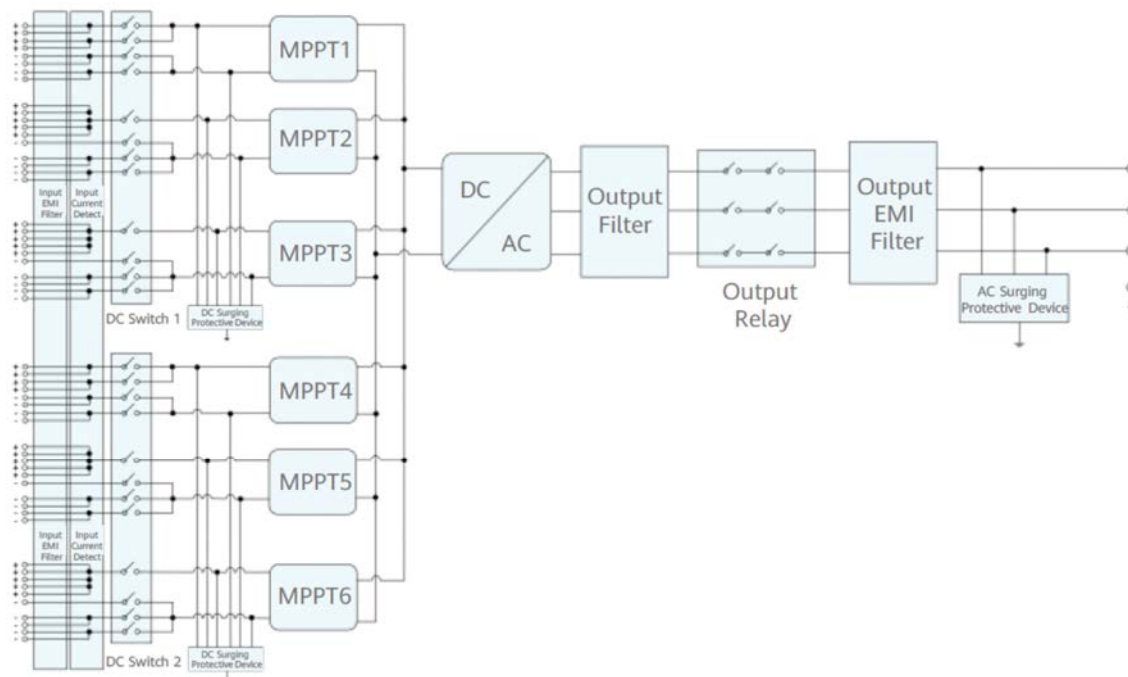 MPPT1
MPPT2
Input
EMI
Filter
Input
Current
Detect
MPPT3
DC Switch 1
DC Surging
Protective Device
DC
AC
Output
Filter
Output
Relay
Output
EMI
Filter
AC Surging
Protective Device
MPPT4
MPPT5
Input
EMI
Filter
Input
Current
Detect
MPPT6
DC Switch 2
DC Surging
Protective Device